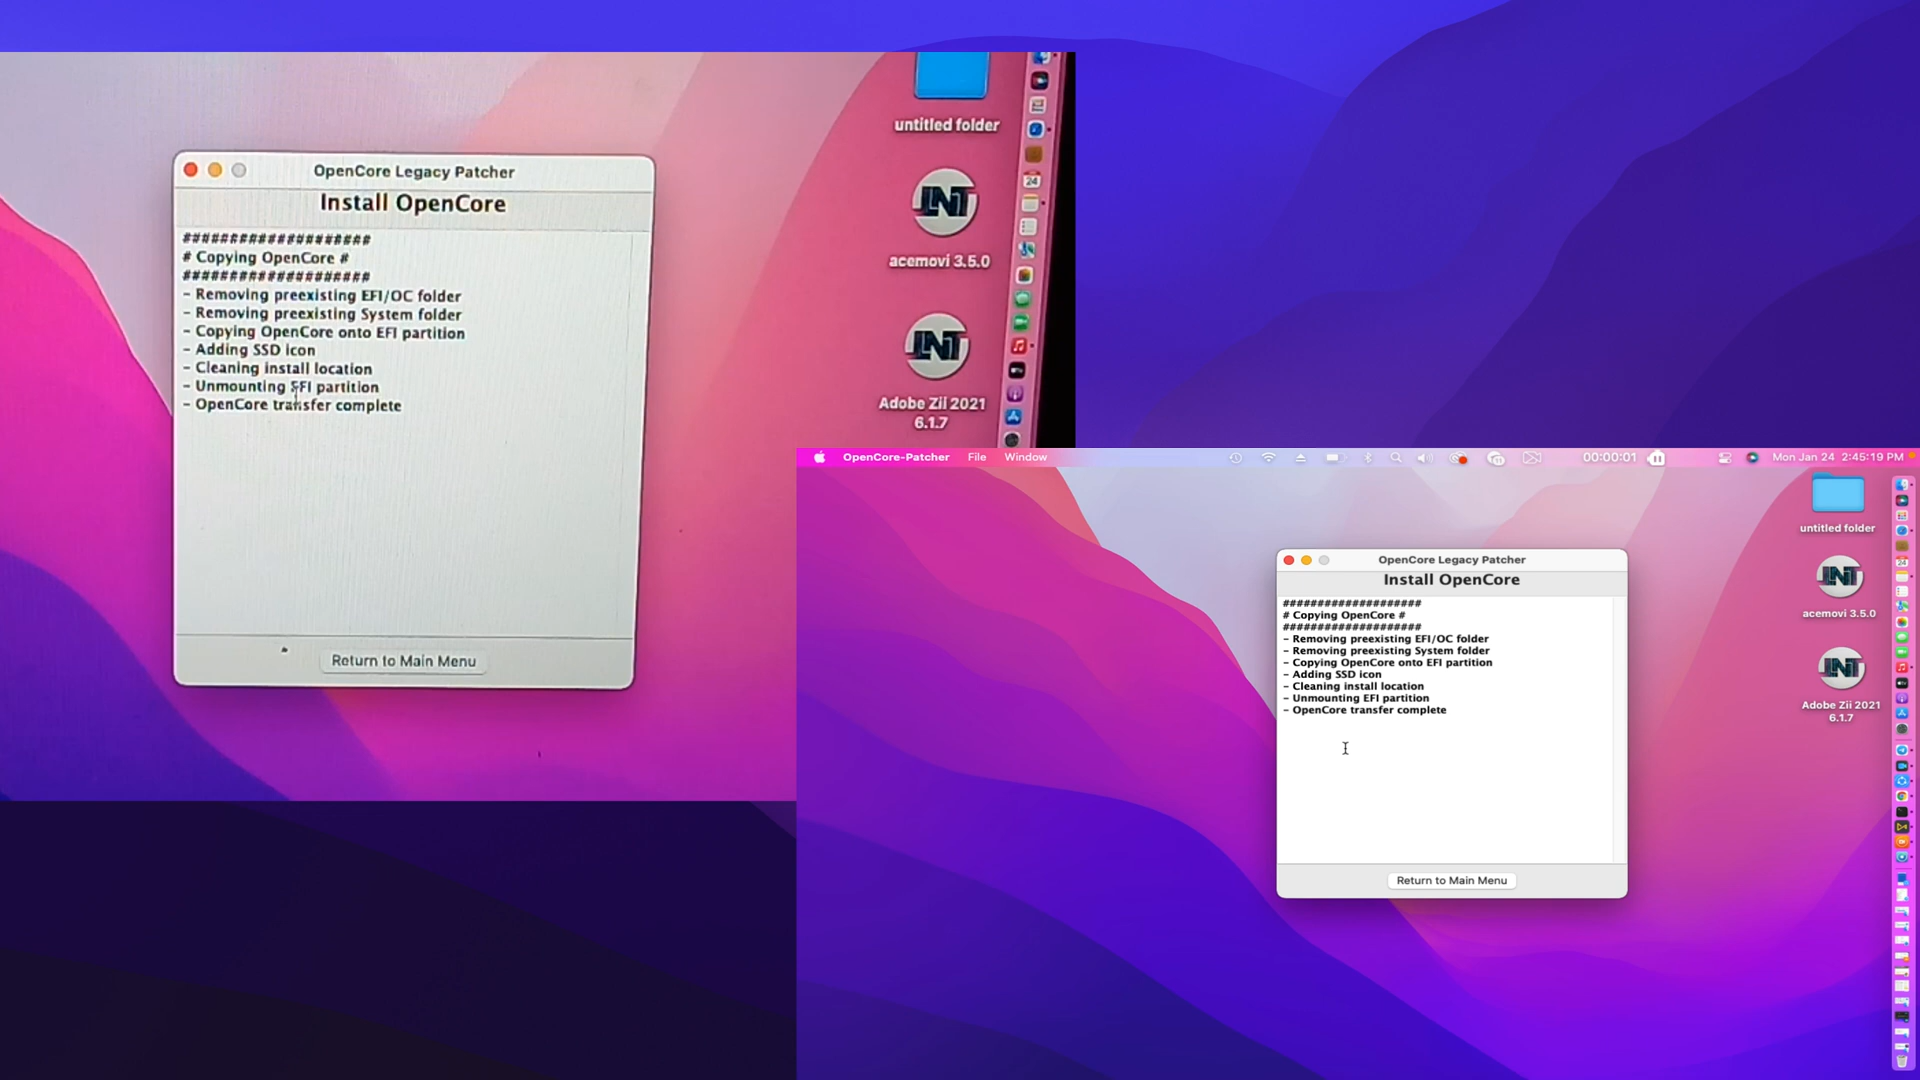 untitled folder
acemovi 3.5.0
Adobe Zii 2021
6.1.7
OpenCore Legacy Patcher
Install OpenCore
####################
# Copying OpenCore #
####################
- Removing preexisting EFI/OC folder
- Removing preexisting System folder
- Copying OpenCore onto EFI partition
- Adding SSD icon
- Cleaning install location
- Unmounting EFI partition
- OpenCore transfer complete
Return to Main Menu
OpenCore-Patcher File Window 00:00:01 Mon Jan 24 2:45:19 PM
untitled folder
acemovi 3.5.0
Adobe Zii 2021
6.1.7
OpenCore Legacy Patcher
Install OpenCore
####################
# Copying OpenCore #
####################
- Removing preexisting EFI/OC folder
- Removing preexisting System folder
- Copying OpenCore onto EFI partition
- Adding SSD icon
- Cleaning install location
- Unmounting EFI partition
- OpenCore transfer complete
Return to Main Menu